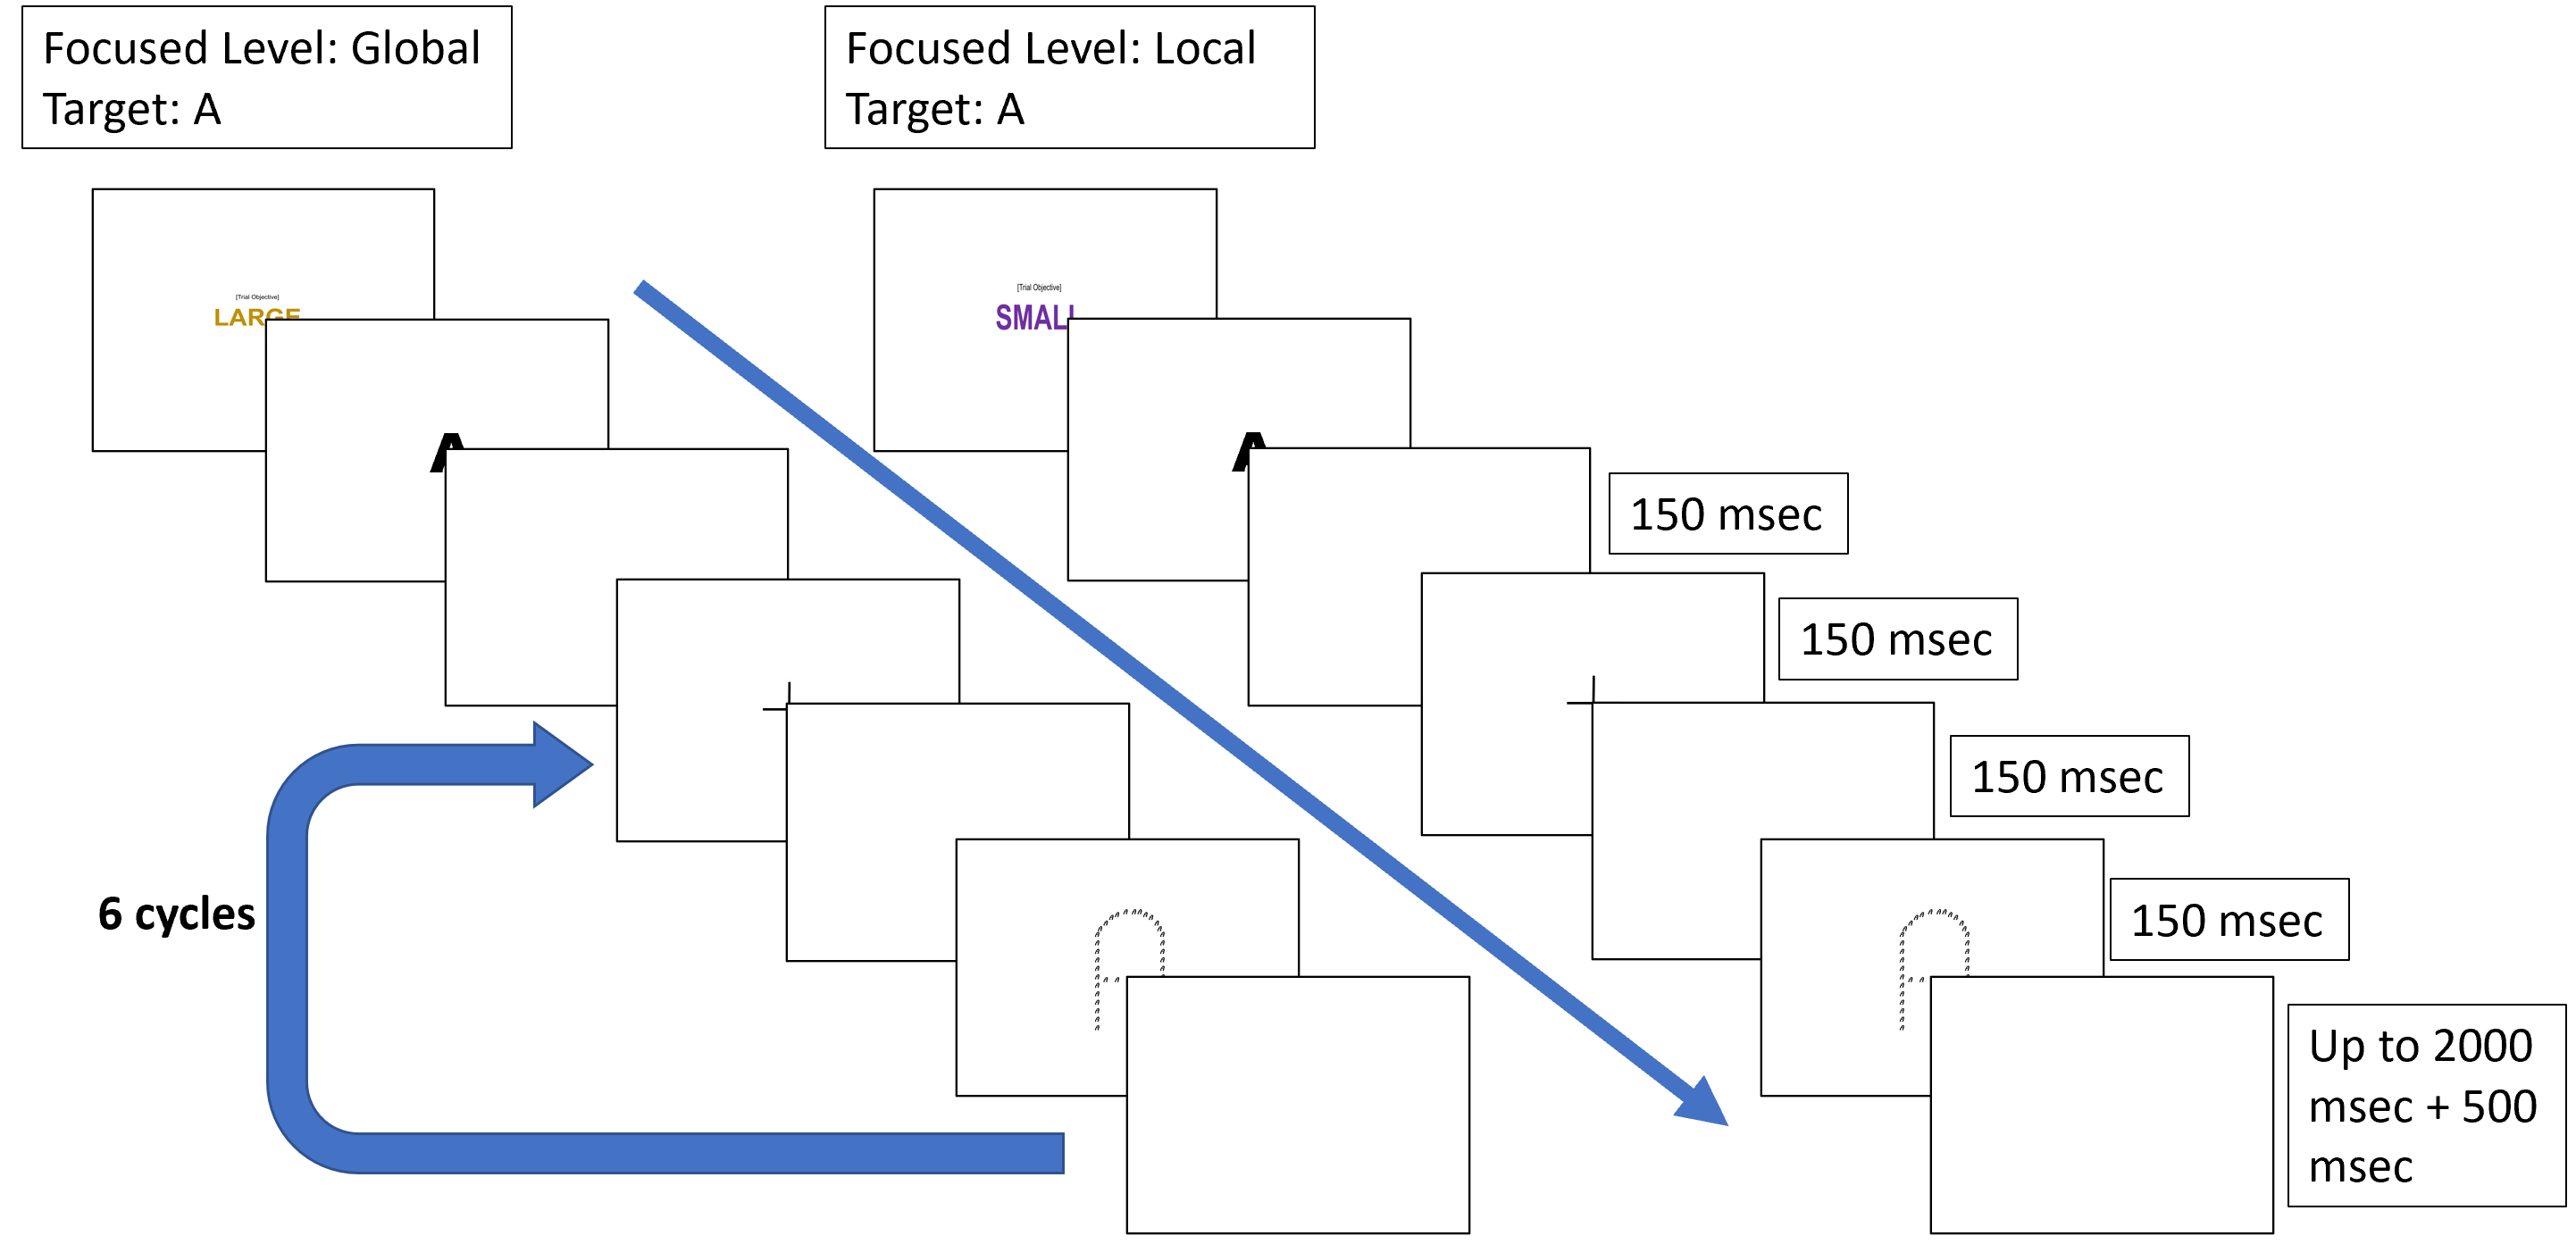 Focused Level: Global
Target: A
Focused Level: Local
Target: A
[Trial Objective]
LARGE
[Trial Objective]
SMALL
A
A
150 msec
150 msec
150 msec
150 msec
6 cycles
Up to 2000
msec + 500
msec